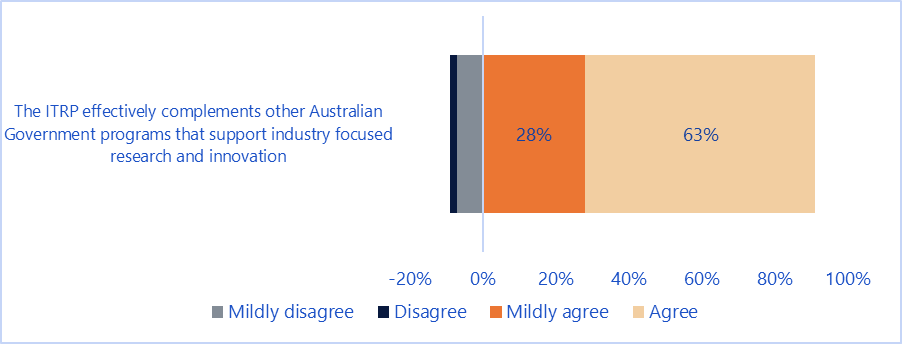 The ITRP effectively complements other Australian
Government programs that support industry focused
research and innovation
28% 63%
-20% 0% 20% 40% 60% 80% 100%
Mildly disagree Disagree Mildly agree Agree